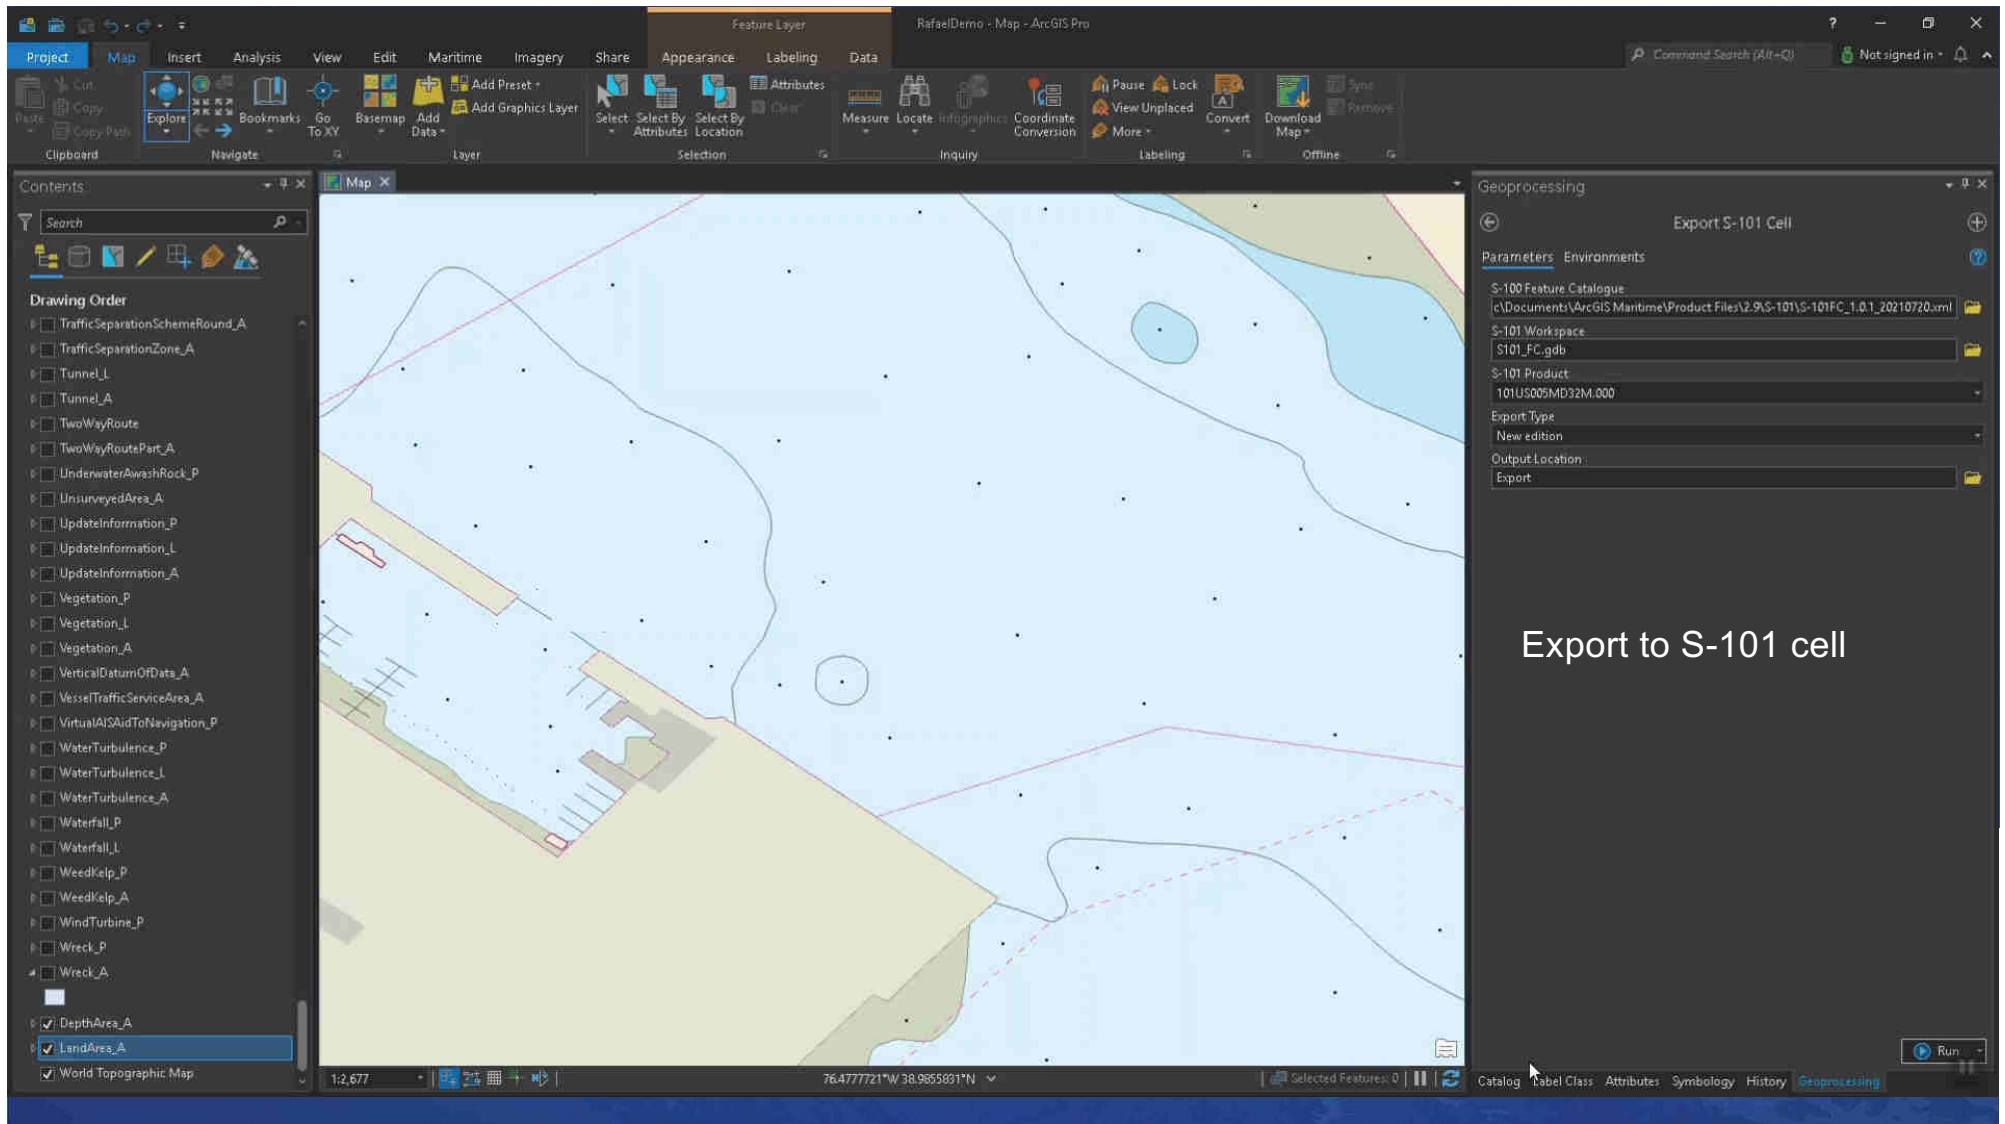 Feature Layer
RafaelDemo - Map - ArcGIS Pro
?
Project Map Insert Analysis View Edit Maritime Imagery Share Appearance Labeling Data
Command Search (Alt+Q)
Not signed in
Paste
Cut
Copy
Copy Path
Clipboard
Explore
Bookmarks
Go To XY
Navigate
Basemap
Add Data
Add Preset
Add Graphics Layer
Layer
Select
Select By Attributes
Select By Location
Attributes
Clear
Selection
Measure
Locate
Infographics
Coordinate Conversion
Inquiry
Pause
Lock
View Unplaced
More
Convert
Labeling
Download Map
Sync
Remove
Offline
Contents
Search
Drawing Order
TrafficSeparationSchemeRound_A
TrafficSeparationZone_A
Tunnel_L
Tunnel_A
TwoWayRoute
TwoWayRoutePart_A
UnderwaterAwashRock_P
UnsurveyedArea_A
UpdateInformation_P
UpdateInformation_L
UpdateInformation_A
Vegetation_P
Vegetation_L
Vegetation_A
VerticalDatumOfData_A
VesselTrafficServiceArea_A
VirtualAISAidToNavigation_P
WaterTurbulence_P
WaterTurbulence_L
WaterTurbulence_A
Waterfall_P
Waterfall_L
WeedKelp_P
WeedKelp_A
WindTurbine_P
Wreck_P
Wreck_A
DepthArea_A
LandArea_A
World Topographic Map
Map
1:2,677
76.4777721°W 38.9855831°N
Selected Features: 0
Geoprocessing
Export S-101 Cell
Parameters Environments
S-100 Feature Catalogue
c\Documents\ArcGIS Maritime\Product Files\2.9\S-101\S-101FC_1.0.1_20210720.xml
S-101 Workspace
S101_FC.gdb
S-101 Product
101US005MD32M.000
Export Type
New edition
Output Location
Export
Export to S-101 cell
Run
Catalog Label Class Attributes Symbology History Geoprocessing